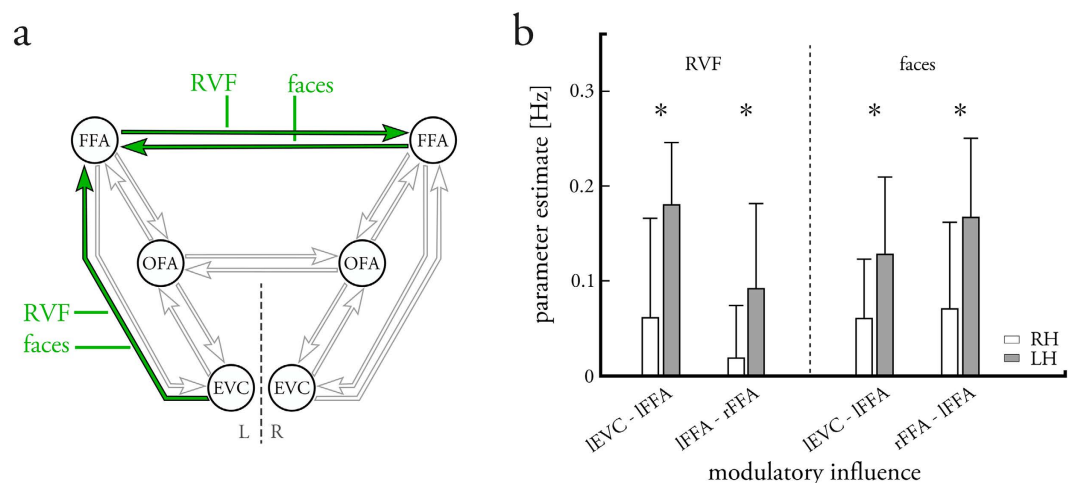 a
RVF faces
FFA FFA
OFA OFA
RVF
faces
EVC EVC
L R
b
RVF faces
parameter estimate [Hz]
0.3
0.2
0.1
0
* * * *
RH
LH
lEVC - lFFA
lFFA - rFFA
lEVC - lFFA
rFFA - lFFA
modulatory influence